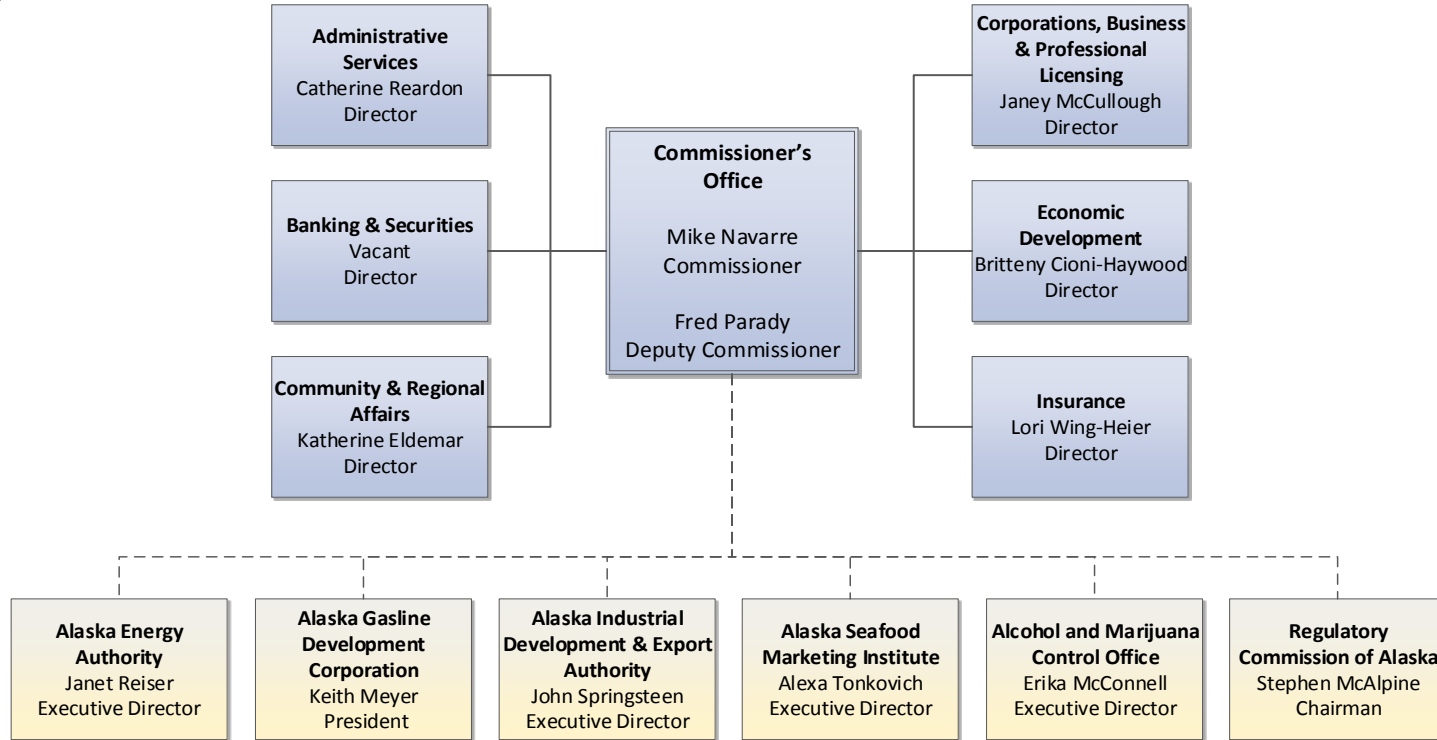 Administrative
Services
Catherine Reardon
Director
Banking & Securities
Vacant
Director
Community & Regional
Affairs
Katherine Eldemar
Director
Commissioner’s
Office
Mike Navarre
Commissioner
Fred Parady
Deputy Commissioner
Corporations, Business
& Professional
Licensing
Janey McCullough
Director
Economic
Development
Britteny Cioni-Haywood
Director
Insurance
Lori Wing-Heier
Director
Alaska Energy
Authority
Janet Reiser
Executive Director
Alaska Gasline
Development
Corporation
Keith Meyer
President
Alaska Industrial
Development & Export
Authority
John Springsteen
Executive Director
Alaska Seafood
Marketing Institute
Alexa Tonkovich
Executive Director
Alcohol and Marijuana
Control Office
Erika McConnell
Executive Director
Regulatory
Commission of Alaska
Stephen McAlpine
Chairman